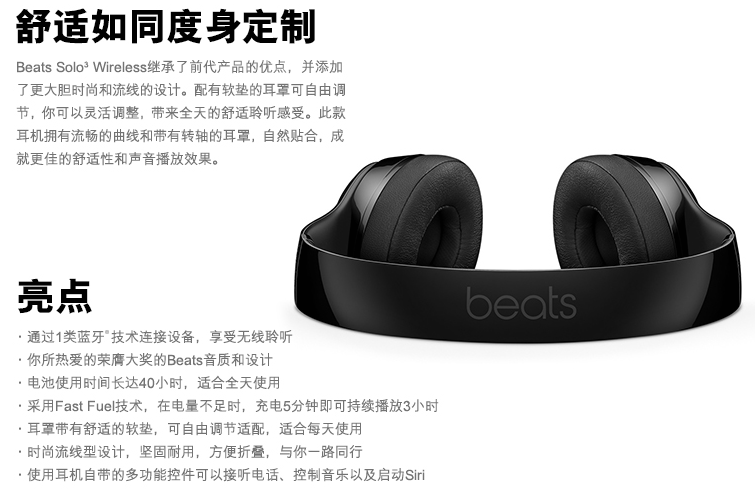 舒适如同度身定制
Beats Solo³ Wireless继承了前代产品的优点，并添加
了更大胆时尚和流线的设计。配有软垫的耳罩可自由调
节，你可以灵活调整，带来全天的舒适聆听感受。此款
耳机拥有流畅的曲线和带有转轴的耳罩，自然贴合，成
就更佳的舒适性和声音播放效果。
beats
亮点
·通过1类蓝牙®技术连接设备，享受无线聆听
·你所热爱的荣膺大奖的Beats音质和设计
·电池使用时间长达40小时，适合全天使用
·采用Fast Fuel技术，在电量不足时，充电5分钟即可持续播放3小时
·耳罩带有舒适的软垫，可自由调节适配，适合每天使用
·时尚流线型设计，坚固耐用，方便折叠，与你一路同行
·使用耳机自带的多功能控件可以接听电话、控制音乐以及启动Siri